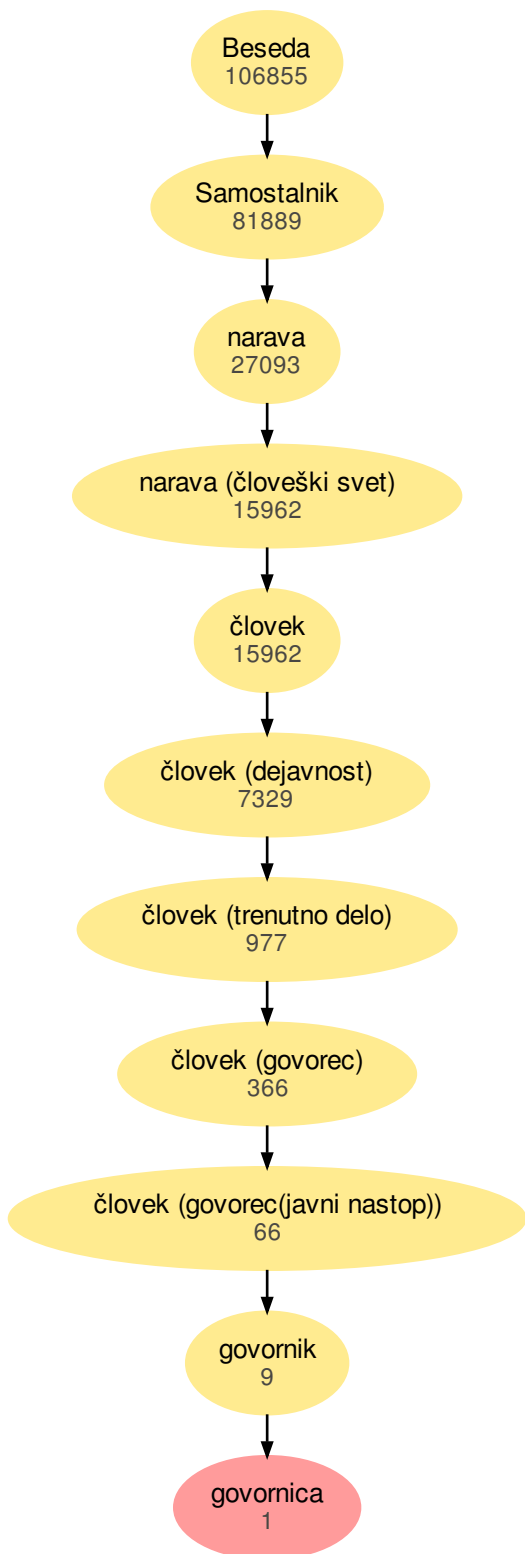 Beseda
106855
Samostalnik
81889
narava
27093
narava (človeški svet)
15962
človek
15962
človek (dejavnost)
7329
človek (trenutno delo)
977
človek (govorec)
366
človek (govorec(javni nastop))
66
govornik
9
govornica
1